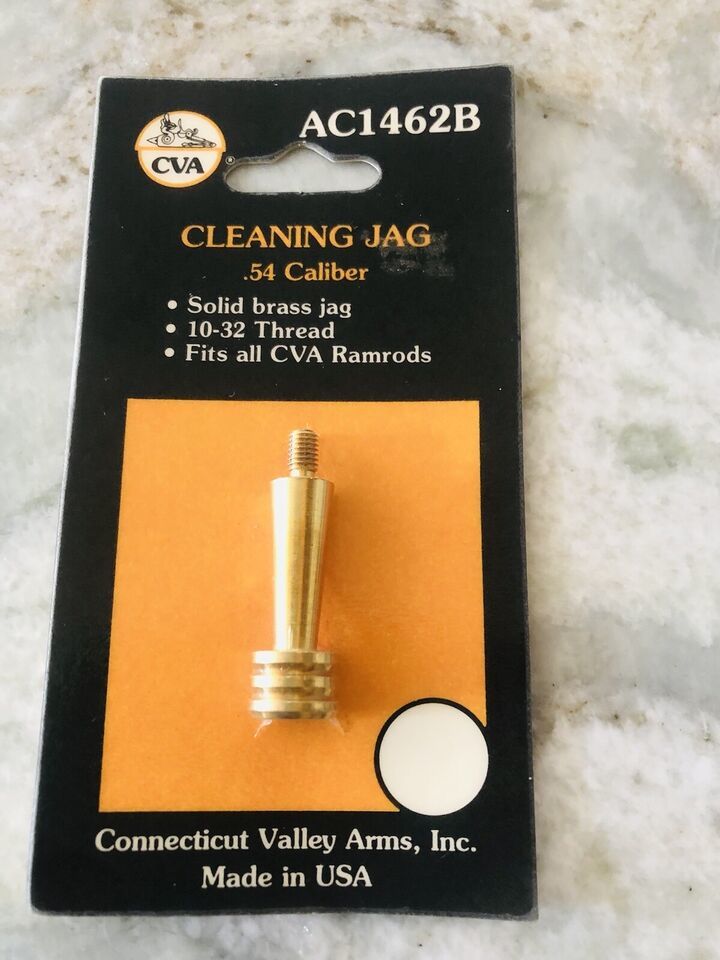 AC1462B
CVA®
CLEANING JAG
.54 Caliber
• Solid brass jag
• 10-32 Thread
• Fits all CVA Ramrods
Connecticut Valley Arms, Inc.
Made in USA